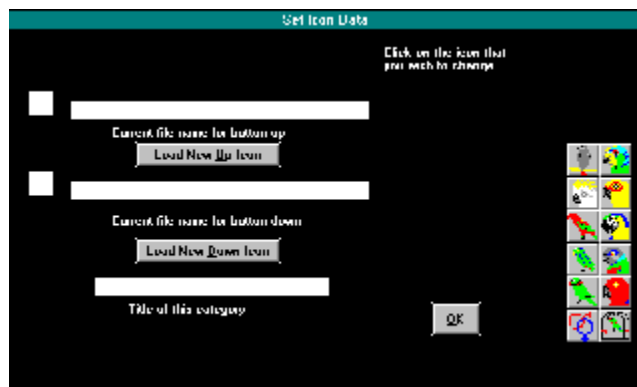 Set Icon Data
Click on the icon that
you wish to change
Current file name for button up
Load New Up Icon
Current file name for button down
Load New Down Icon
Title of this category
OK